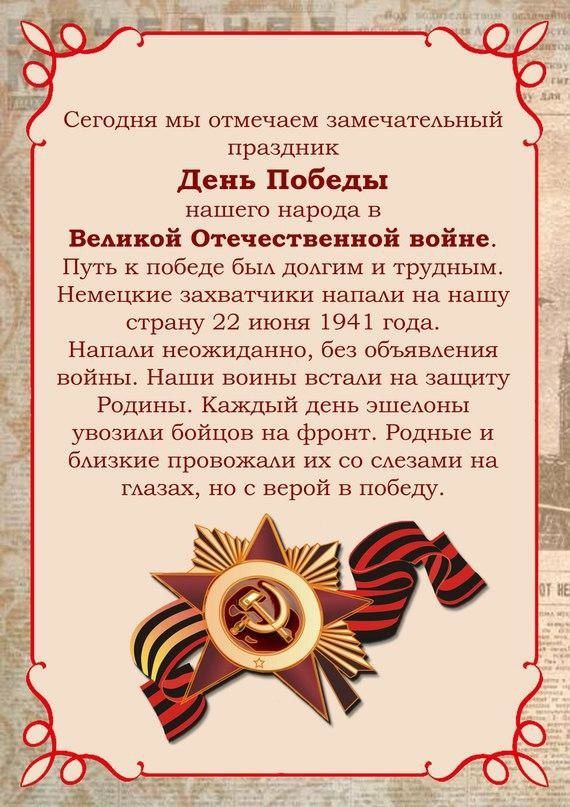 Сегодня мы отмечаем замечательный
праздник
День Победы
нашего народа в
Великой Отечественной войне.
Путь к победе был долгим и трудным.
Немецкие захватчики напали на нашу
страну 22 июня 1941 года.
Напали неожиданно, без объявления
войны. Наши воины встали на защиту
Родины. Каждый день эшелоны
увозили бойцов на фронт. Родные и
близкие провожали их со слезами на
глазах, но с верой в победу.